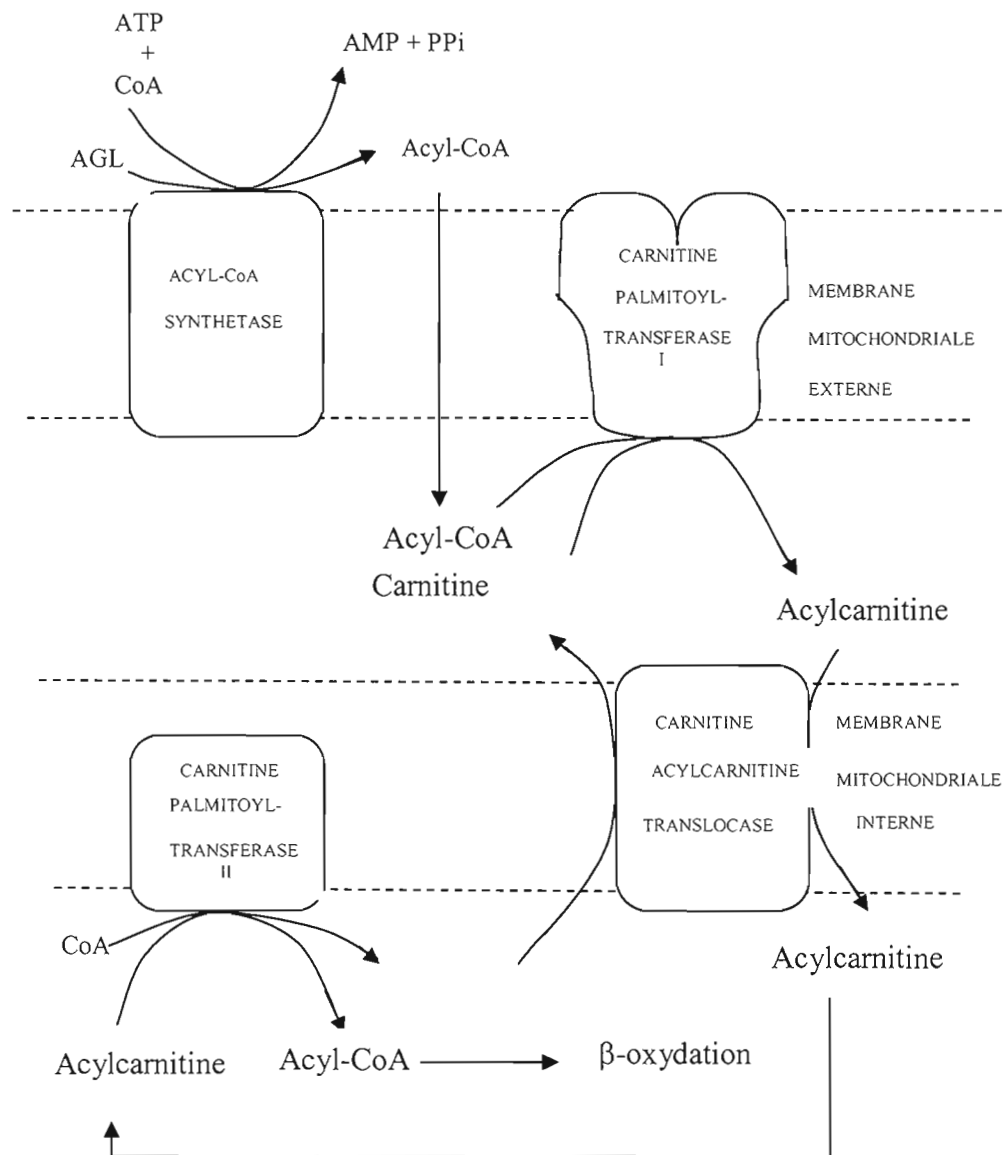 ATP
+
CoA
AMP + PPi
AGL
Acyl-CoA
ACYL-CoA
SYNTHETASE
CARNITINE
PALMITOYL-
TRANSFERASE
I
MEMBRANE
MITOCHONDRIALE
EXTERNE
Acyl-CoA
Carnitine
Acylcarnitine
CARNITINE
ACYLCARNITINE
TRANSLOCASE
MEMBRANE
MITOCHONDRIALE
INTERNE
CARNITINE
PALMITOYL-
TRANSFERASE
II
CoA
Acylcarnitine
Acylcarnitine
Acyl-CoA
β-oxydation